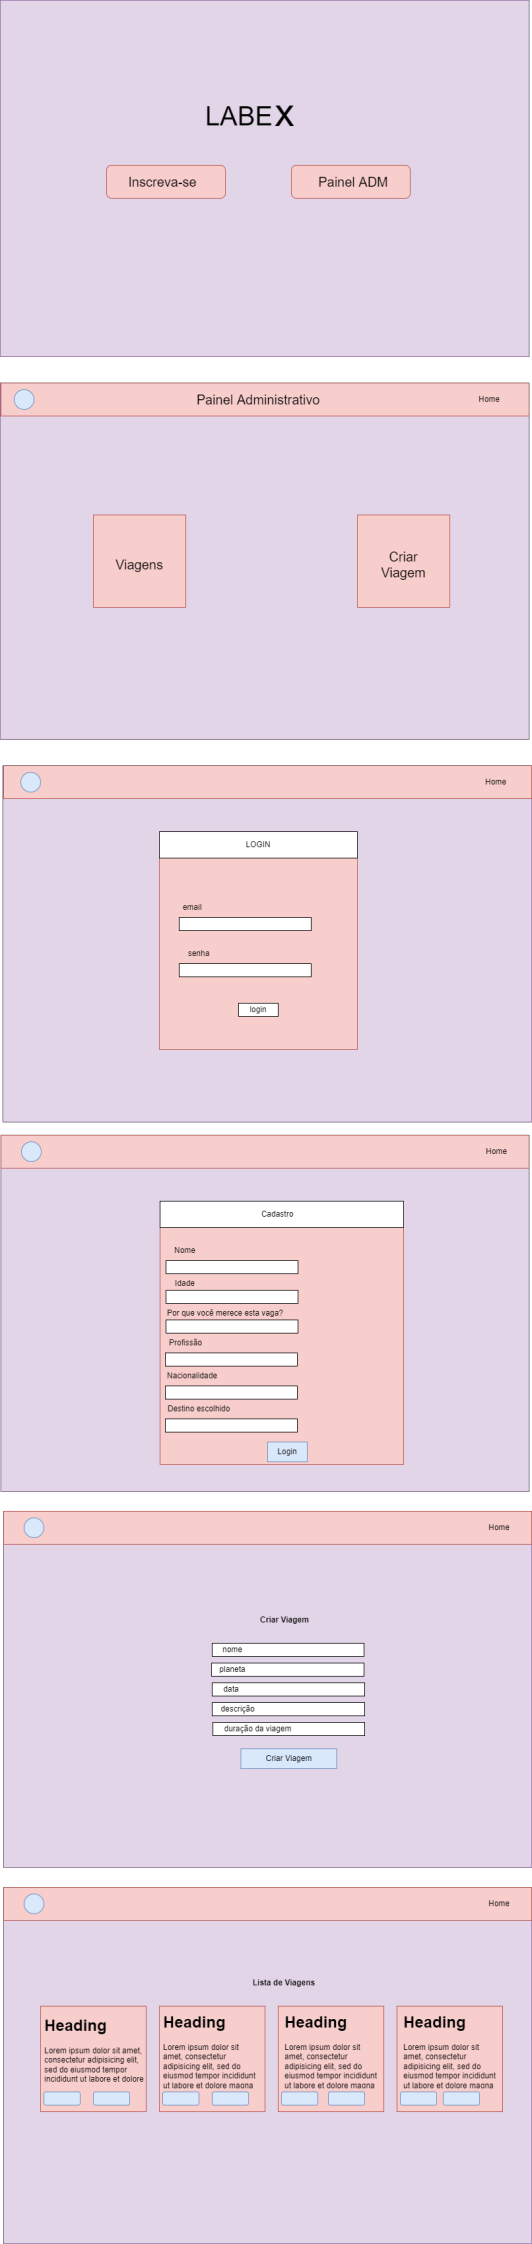 LABEX
Inscreva-se
Painel ADM
Painel Administrativo
Home
Viagens
Criar
Viagem
Home
LOGIN
email
senha
login
Home
Cadastro
Nome
Idade
Por que você merece esta vaga?
Profissão
Nacionalidade
Destino escolhido
Login
Home
Criar Viagem
nome
planeta
data
descrição
duração da viagem
Criar Viagem
Home
Lista de Viagens
Heading
Lorem ipsum dolor sit amet,
consectetur adipisicing elit,
sed do eiusmod tempor
incididunt ut labore et dolore
Heading
Lorem ipsum dolor sit
amet, consectetur
adipisicing elit, sed do
eiusmod tempor incididunt
ut labore et dolore magna
Heading
Lorem ipsum dolor sit
amet, consectetur
adipisicing elit, sed do
eiusmod tempor incididunt
ut labore et dolore magna
Heading
Lorem ipsum dolor sit
amet, consectetur
adipisicing elit, sed do
eiusmod tempor incididunt
ut labore et dolore magna